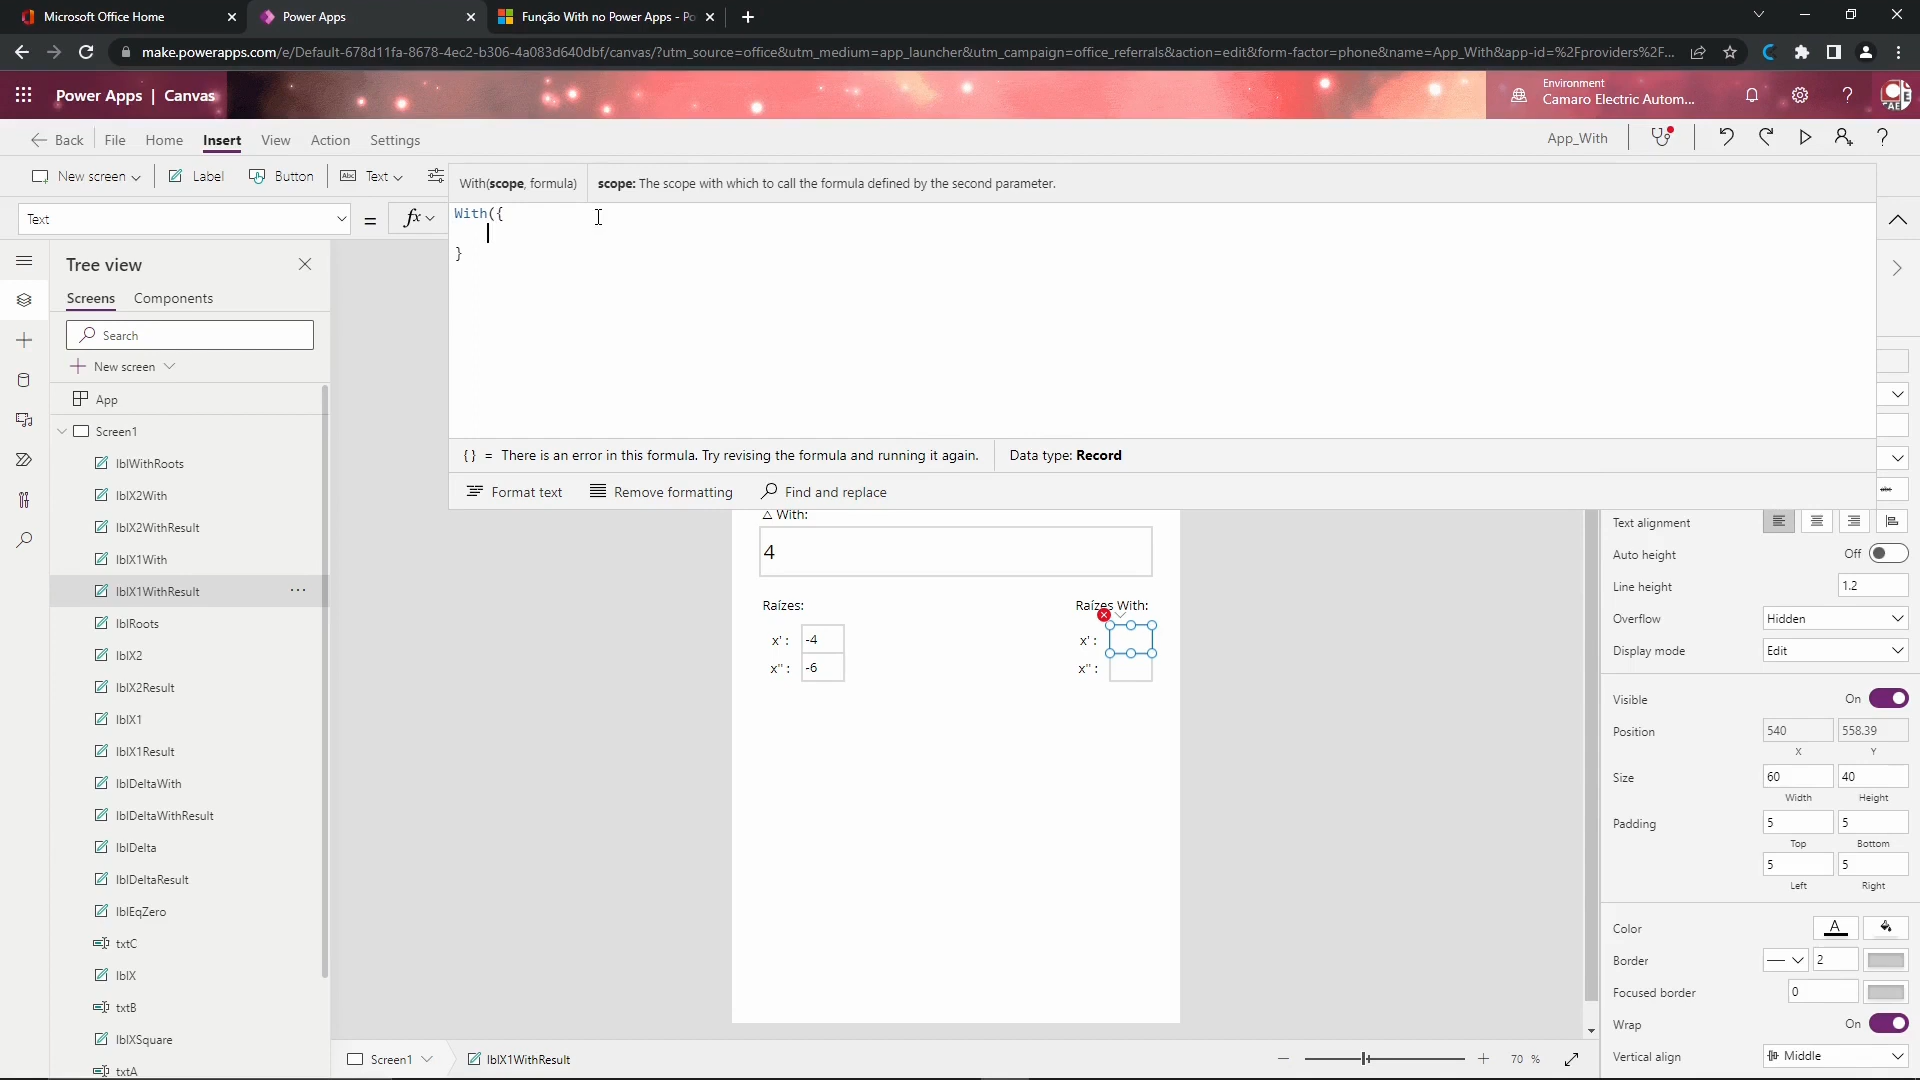 Microsoft Office Home
Power Apps
Função With no Power Apps - Po
make.powerapps.com/e/Default-678d11fa-8678-4ec2-b306-4a083d640dbf/canvas/?utm_source=office&utm_medium=app_launcher&utm_campaign=office_referrals&action=edit&form-factor=phone&name=App_With&app-id=%2Fproviders%2F...
Power Apps | Canvas
Environment
Camaro Electric Autom...
Back
File
Home
Insert
View
Action
Settings
App_With
New screen
Label
Button
Abc Text
With(scope, formula)
scope: The scope with which to call the formula defined by the second parameter.
Text
=
fx
With({
}
Tree view
Screens
Components
Search
New screen
App
Screen1
lblWithRoots
lblX2With
lblX2WithResult
lblX1With
lblX1WithResult
lblRoots
lblX2
lblX2Result
lblX1
lblX1Result
lblDeltaWith
lblDeltaWithResult
lblDelta
lblDeltaResult
lblEqZero
txtC
lblX
txtB
lblXSquare
txtA
{} = There is an error in this formula. Try revising the formula and running it again.
Data type: Record
Format text
Remove formatting
Find and replace
△ With:
4
Raízes:
x': -4
x": -6
Raízes With:
x':
x":
Text alignment
Auto height
Off
Line height
1.2
Overflow
Hidden
Display mode
Edit
Visible
On
Position
540
558.39
X
Y
Size
60
40
Width
Height
Padding
5
5
Top
Bottom
5
5
Left
Right
Color
A
Border
2
Focused border
0
Wrap
On
Vertical align
Middle
Screen1
lblX1WithResult
70 %